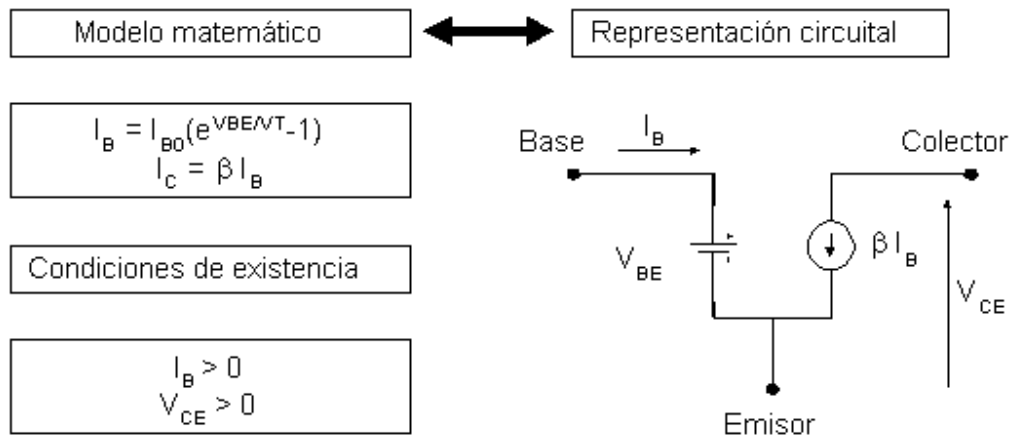 Modelo matemático
Representación circuital
I_B = I_B0(e^VBE/VT-1)
I_C = β I_B
Condiciones de existencia
I_B > 0
V_CE > 0
Base
I_B
Colector
V_BE
+
-
β I_B
V_CE
Emisor